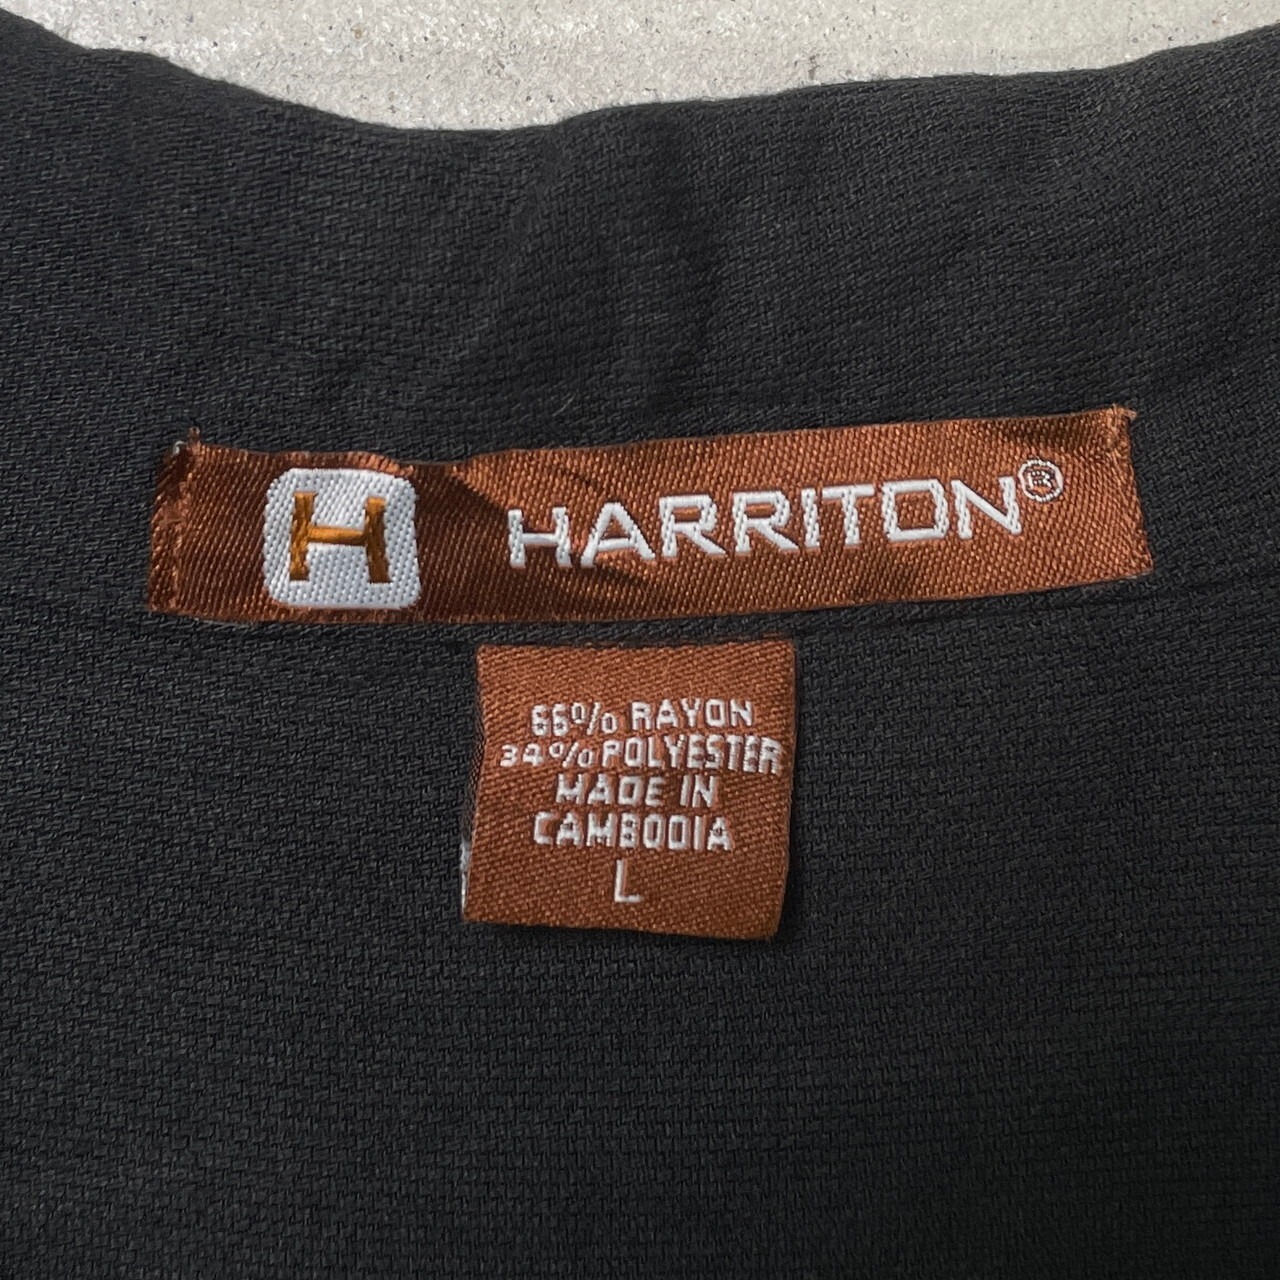 H HARRITON®
66% RAYON
34% POLYESTER
MADE IN
CAMBODIA
L